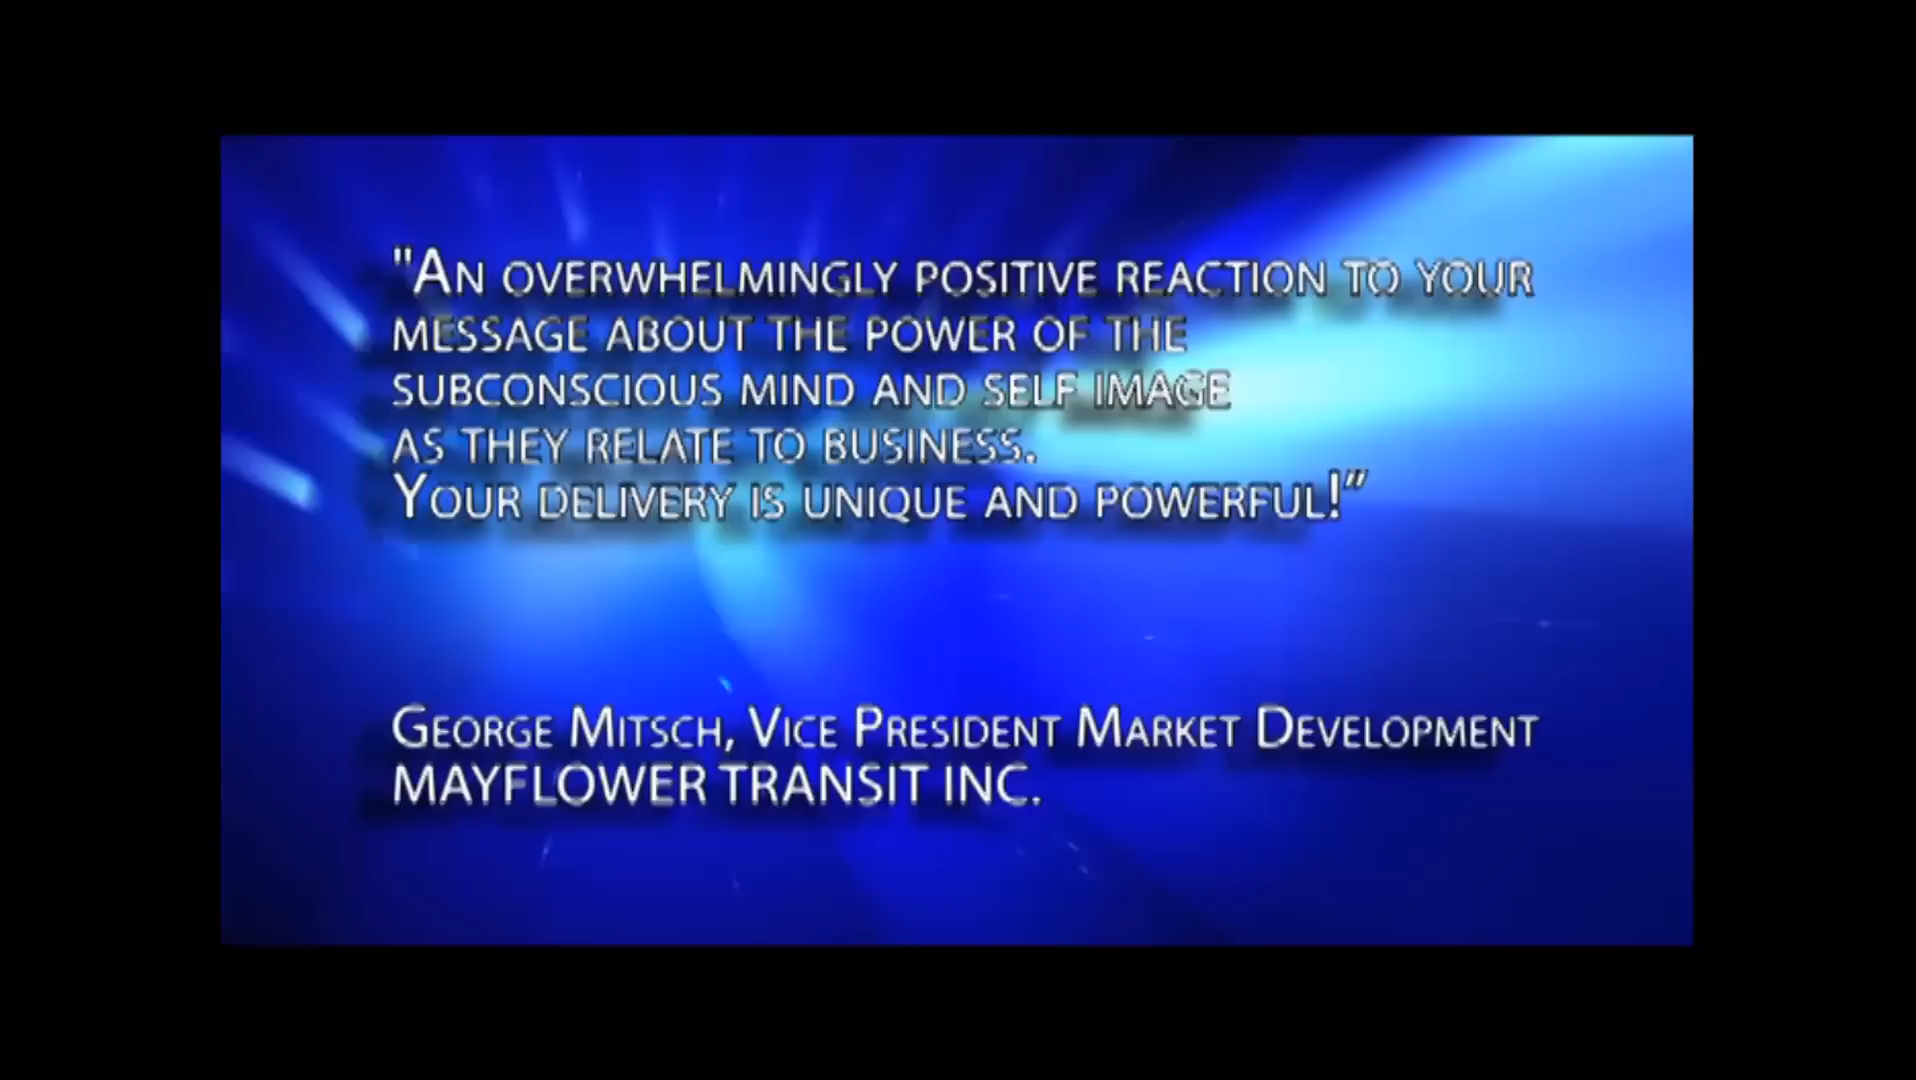 "An overwhelmingly positive reaction to your
message about the power of the
subconscious mind and self image
as they relate to business.
Your delivery is unique and powerful!”
George Mitsch, Vice President Market Development
MAYFLOWER TRANSIT INC.